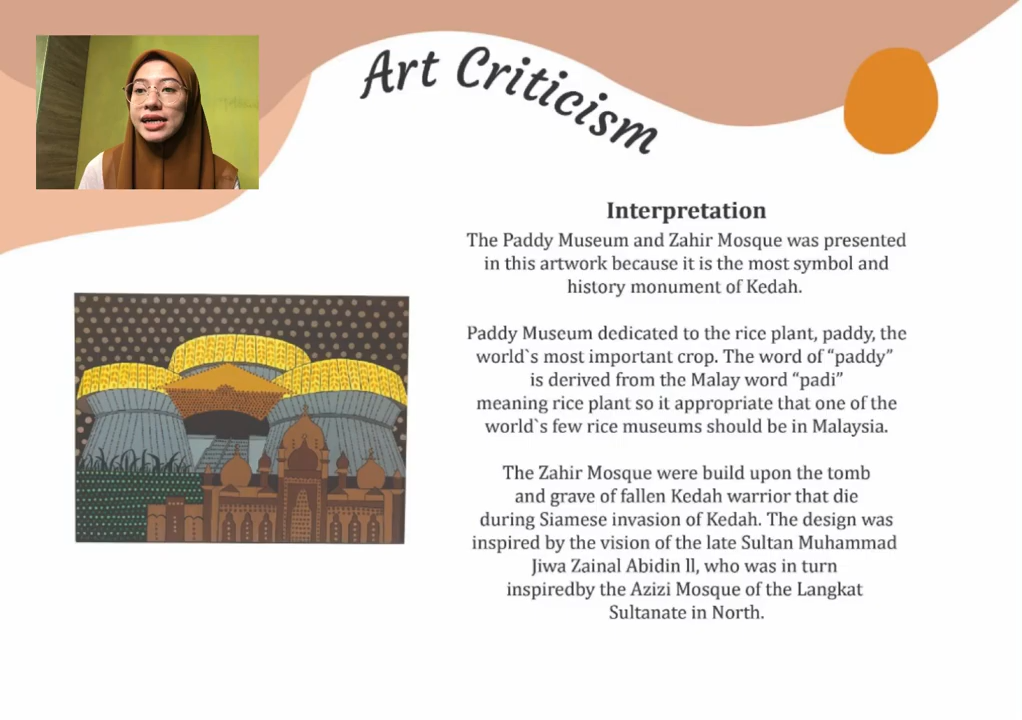 Art Criticism
Interpretation
The Paddy Museum and Zahir Mosque was presented
in this artwork because it is the most symbol and
history monument of Kedah.
Paddy Museum dedicated to the rice plant, paddy, the
world`s most important crop. The word of “paddy”
is derived from the Malay word “padi”
meaning rice plant so it appropriate that one of the
world`s few rice museums should be in Malaysia.
The Zahir Mosque were build upon the tomb
and grave of fallen Kedah warrior that die
during Siamese invasion of Kedah. The design was
inspired by the vision of the late Sultan Muhammad
Jiwa Zainal Abidin ll, who was in turn
inspiredby the Azizi Mosque of the Langkat
Sultanate in North.